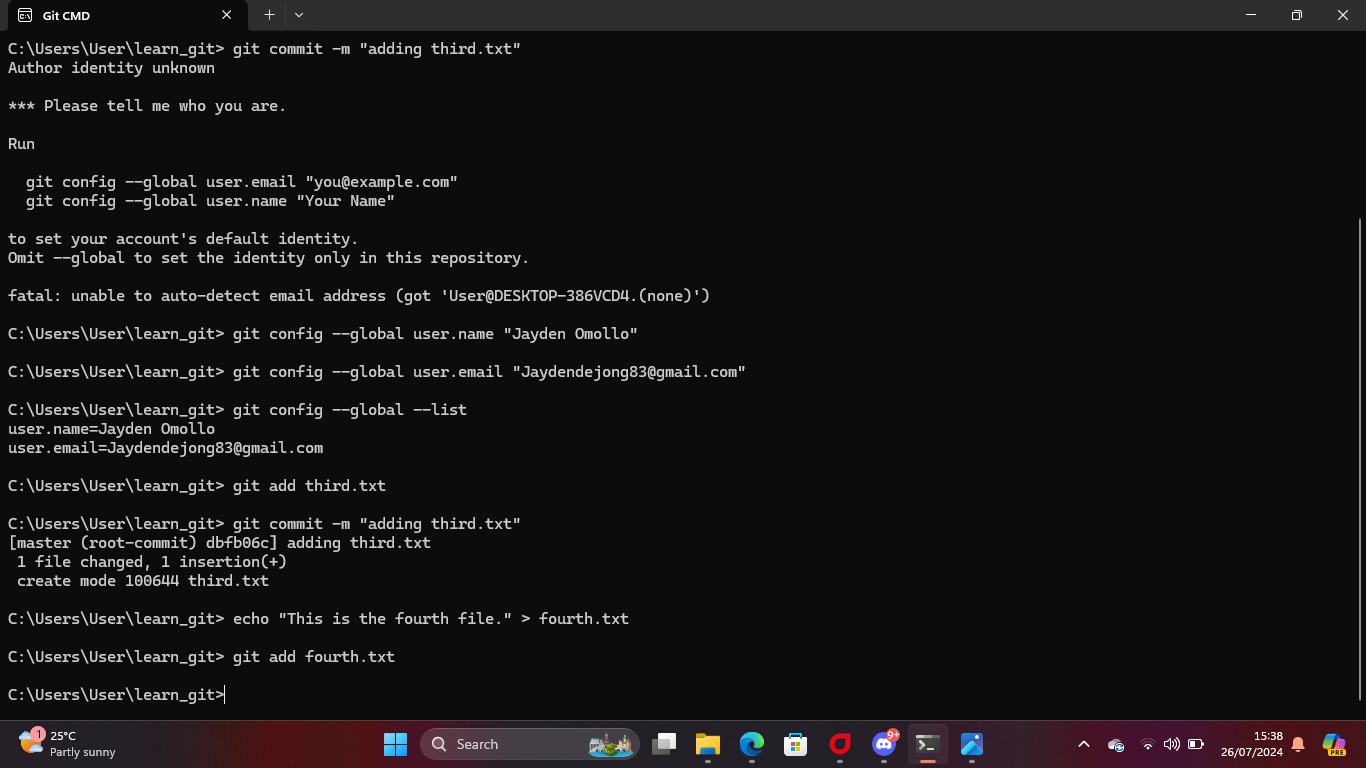 Git CMD
C:\Users\User\learn_git> git commit -m "adding third.txt"
Author identity unknown
*** Please tell me who you are.
Run
git config --global user.email "you@example.com"
git config --global user.name "Your Name"
to set your account's default identity.
Omit --global to set the identity only in this repository.
fatal: unable to auto-detect email address (got 'User@DESKTOP-386VCD4.(none)')
C:\Users\User\learn_git> git config --global user.name "Jayden Omollo"
C:\Users\User\learn_git> git config --global user.email "Jaydendejong83@gmail.com"
C:\Users\User\learn_git> git config --global --list
user.name=Jayden Omollo
user.email=Jaydendejong83@gmail.com
C:\Users\User\learn_git> git add third.txt
C:\Users\User\learn_git> git commit -m "adding third.txt"
[master (root-commit) dbfb06c] adding third.txt
1 file changed, 1 insertion(+)
create mode 100644 third.txt
C:\Users\User\learn_git> echo "This is the fourth file." > fourth.txt
C:\Users\User\learn_git> git add fourth.txt
C:\Users\User\learn_git>
1
25°C
Partly sunny
Search
9+
15:38
26/07/2024
PRE